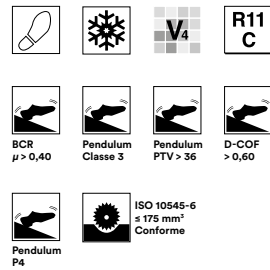 V4
R11
C
BCR
μ > 0,40
Pendulum
Classe 3
Pendulum
PTV > 36
D-COF
> 0,60
Pendulum
P4
ISO 10545-6
≤ 175 mm³
Conforme